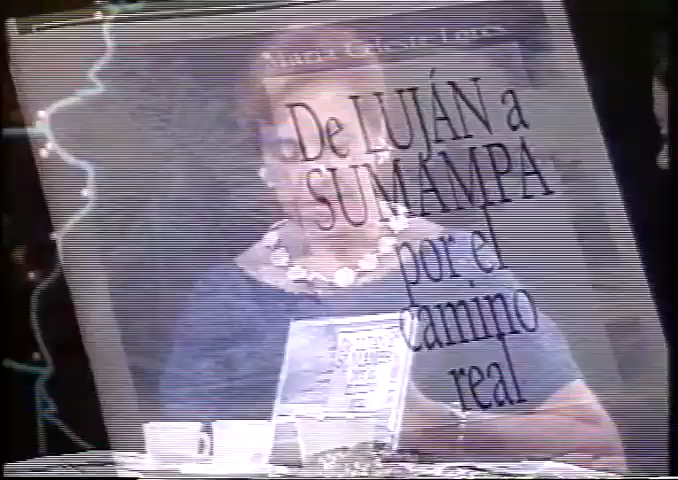 María Celeste Lores
De LUJÁN a
SUMAMPA
por el
camino
real